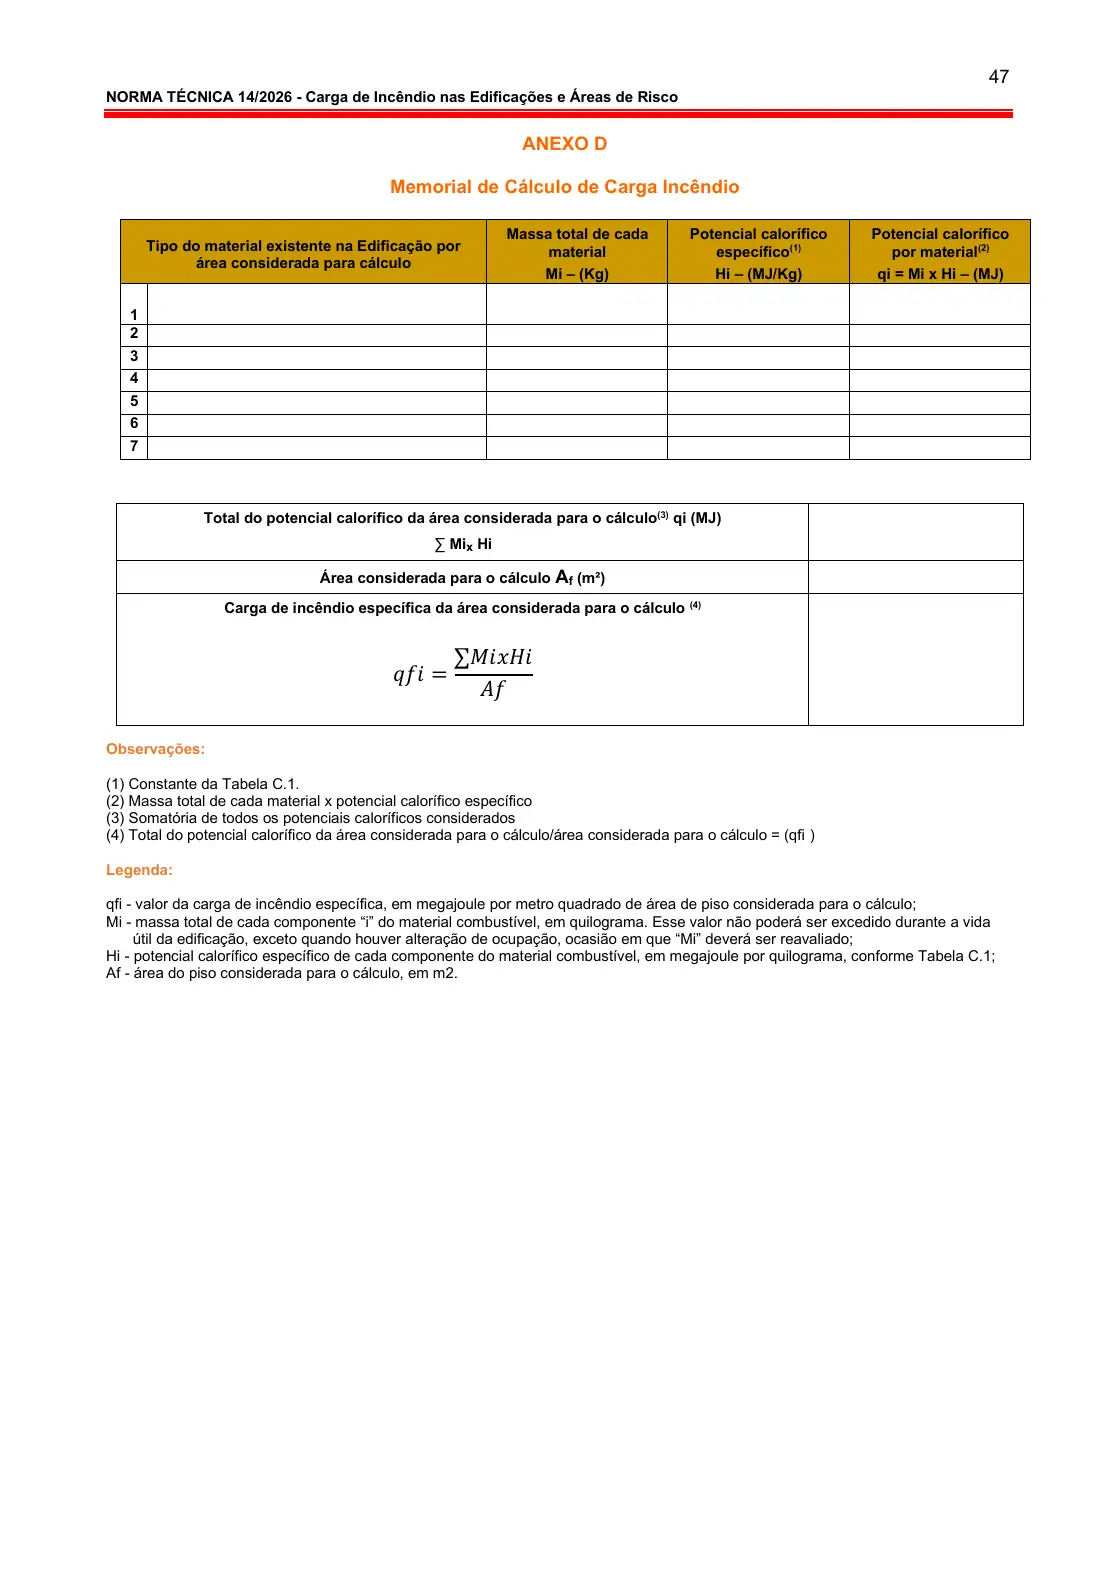 47
NORMA TÉCNICA 14/2026 - Carga de Incêndio nas Edificações e Áreas de Risco
ANEXO D
Memorial de Cálculo de Carga Incêndio
Tipo do material existente na Edificação por
área considerada para cálculo
Massa total de cada
material
Mi – (Kg)
Potencial calorífico
específico(1)
Hi – (MJ/Kg)
Potencial calorífico
por material(2)
qi = Mi x Hi – (MJ)
1
2
3
4
5
6
7
Total do potencial calorífico da área considerada para o cálculo(3) qi (MJ)
∑ Mix Hi
Área considerada para o cálculo Af (m²)
Carga de incêndio específica da área considerada para o cálculo (4)
qfi = ∑MixHi / Af
Observações:
(1) Constante da Tabela C.1.
(2) Massa total de cada material x potencial calorífico específico
(3) Somatória de todos os potenciais caloríficos considerados
(4) Total do potencial calorífico da área considerada para o cálculo/área considerada para o cálculo = (qfi )
Legenda:
qfi - valor da carga de incêndio específica, em megajoule por metro quadrado de área de piso considerada para o cálculo;
Mi - massa total de cada componente “i” do material combustível, em quilograma. Esse valor não poderá ser excedido durante a vida
útil da edificação, exceto quando houver alteração de ocupação, ocasião em que “Mi” deverá ser reavaliado;
Hi - potencial calorífico específico de cada componente do material combustível, em megajoule por quilograma, conforme Tabela C.1;
Af - área do piso considerada para o cálculo, em m2.